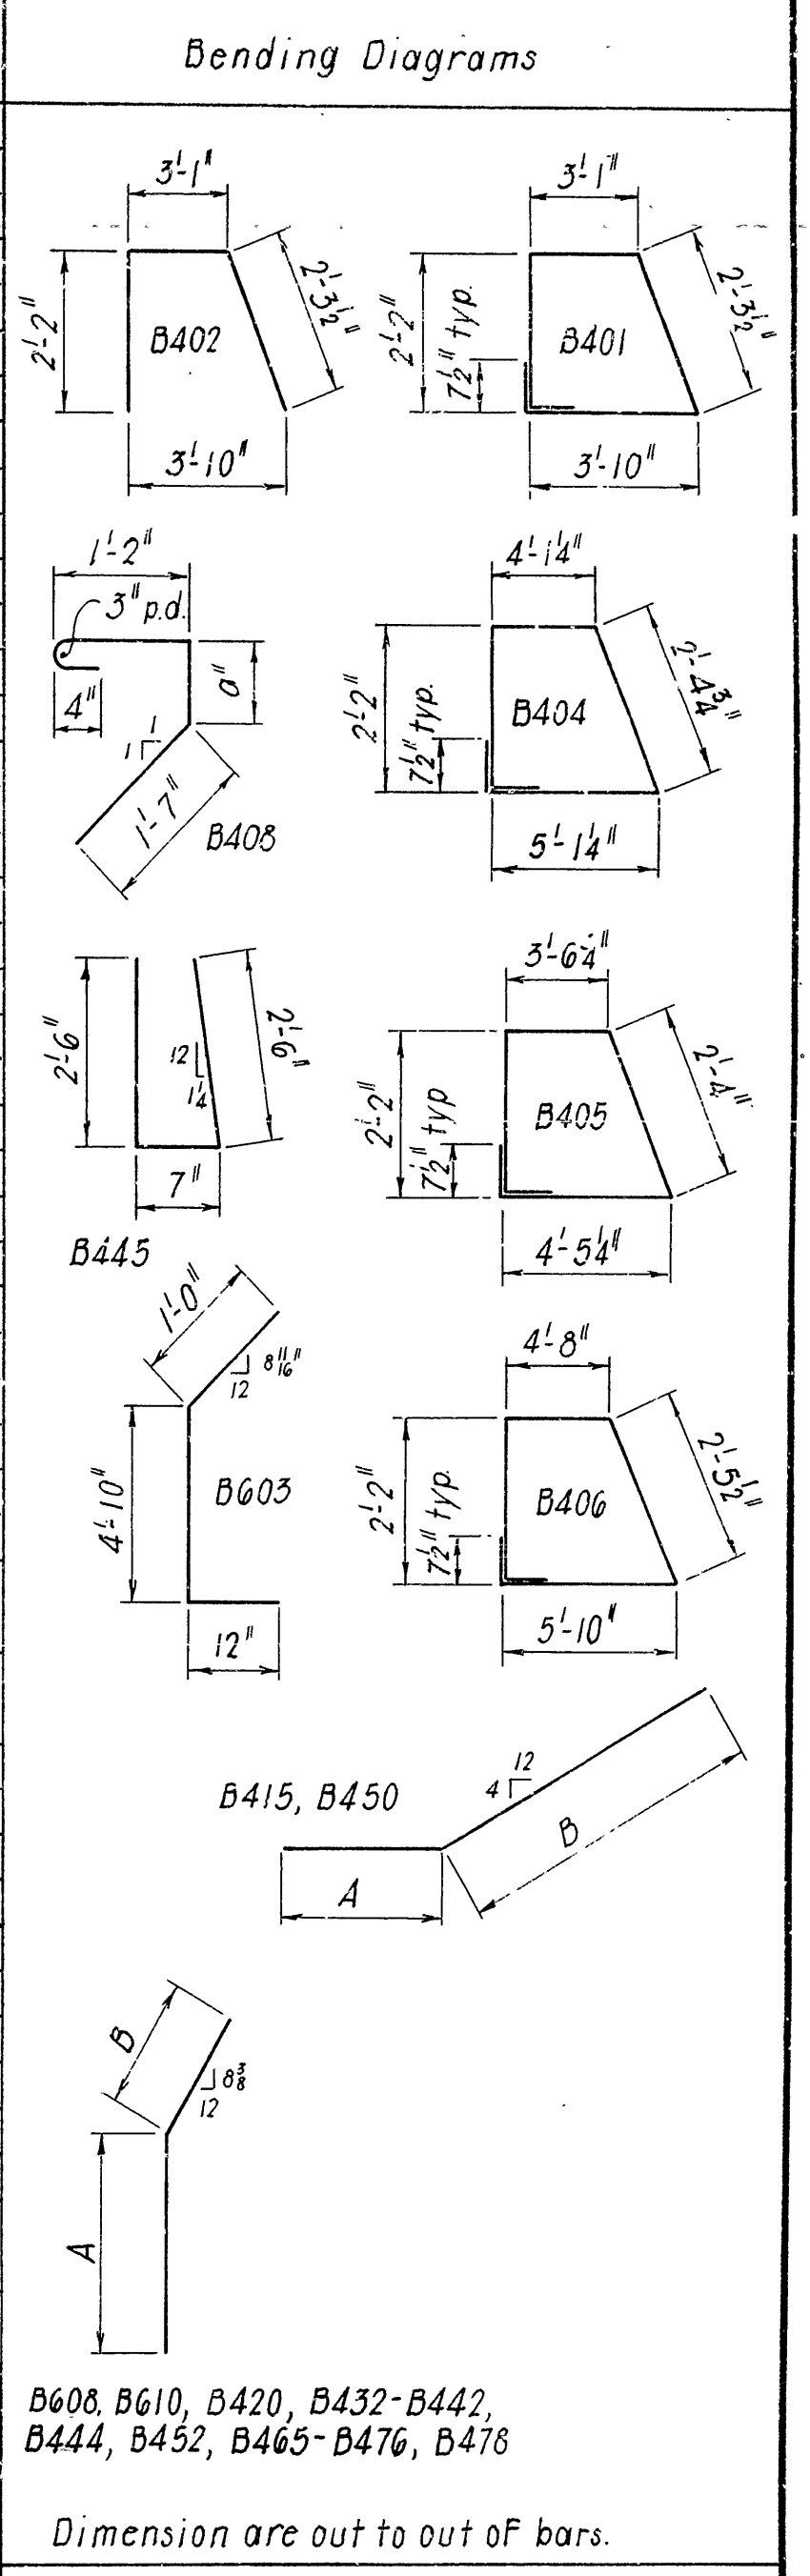 Bending Diagrams
3'-1"
2'-2"
B402
2'-3½"
3'-10"
3'-1"
2'-2"
7½" typ.
B401
2'-3½"
3'-10"
1'-2"
3" p.d.
4"
a"
1
1
1'-7"
B408
4'-1¼"
2'-2"
7½" typ.
B404
2'-4¾"
5'-1¼"
2'-6"
12
1¼
2'-6"
7"
B445
3'-6¼"
2'-2"
7½" typ
B405
2'-4"
4'-5¼"
1'-0"
8 11/16"
12
4'-10"
B603
12"
4'-8"
2'-2"
7½" typ.
B406
2'-5½"
5'-10"
B415, B450
12
4
B
A
B
8⅜
12
A
B608, B610, B420, B432-B442,
B444, B452, B465-B476, B478
Dimension are out to out of bars.